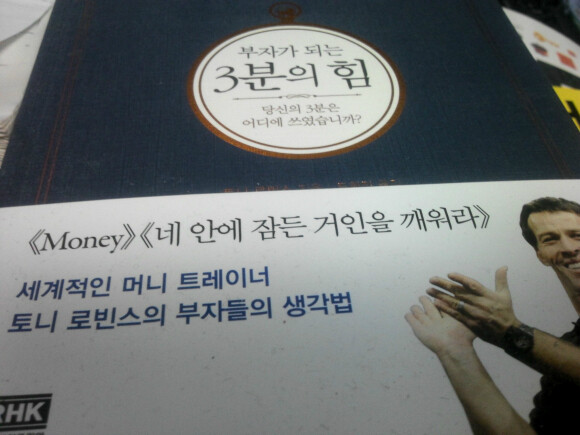 부자가 되는
3분의 힘
당신의 3분은
어디에 쓰였습니까?
《Money》《네 안에 잠든 거인을 깨워라》
세계적인 머니 트레이너
토니 로빈스의 부자들의 생각법
RHK